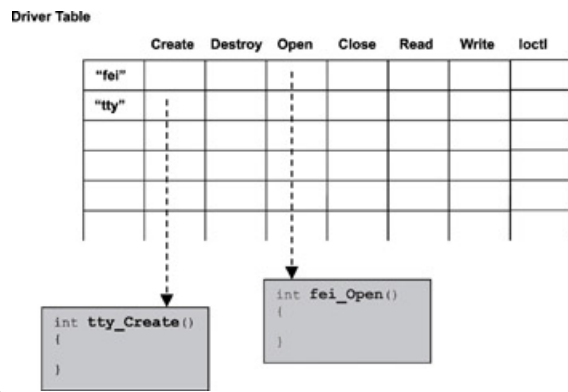 Driver Table
Create Destroy Open Close Read Write Ioctl
“fei”
“tty”
int tty_Create()
{
}
int fei_Open()
{
}